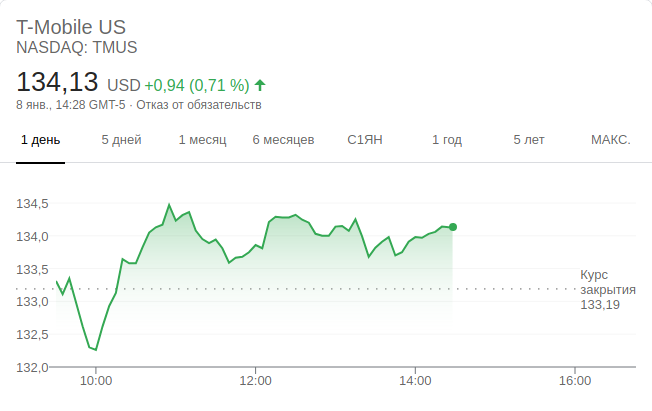 T-Mobile US
NASDAQ: TMUS
134,13 USD +0,94 (0,71 %)
8 янв., 14:28 GMT-5 · Отказ от обязательств
1 день 5 дней 1 месяц 6 месяцев С1ЯН 1 год 5 лет МАКС.
134,5
134,0
133,5
133,0
132,5
132,0
Курс
закрытия
133,19
10:00 12:00 14:00 16:00